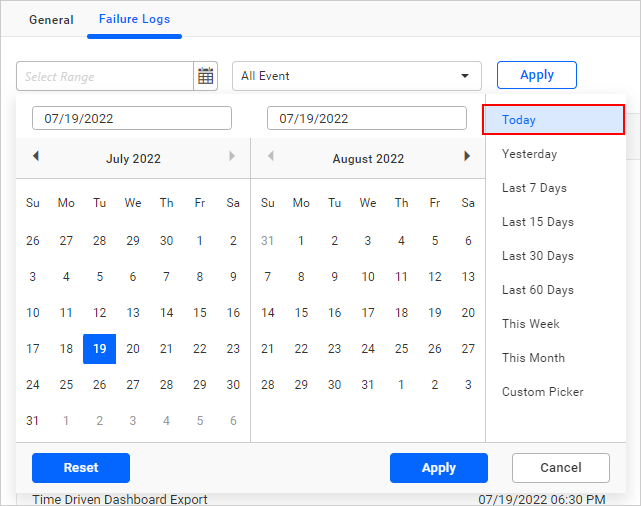 General Failure Logs
Select Range All Event Apply
07/19/2022 07/19/2022 Today
July 2022 August 2022 Yesterday
Su Mo Tu We Th Fr Sa Su Mo Tu We Th Fr Sa Last 7 Days
26 27 28 29 30 1 2 31 1 2 3 4 5 6 Last 15 Days
3 4 5 6 7 8 9 7 8 9 10 11 12 13 Last 30 Days
10 11 12 13 14 15 16 14 15 16 17 18 19 20 Last 60 Days
17 18 19 20 21 22 23 21 22 23 24 25 26 27 This Week
24 25 26 27 28 29 30 28 29 30 31 1 2 3 This Month
31 1 2 3 4 5 6 Custom Picker
Reset Apply Cancel
Time Driven Dashboard Export 07/19/2022 06:30 PM